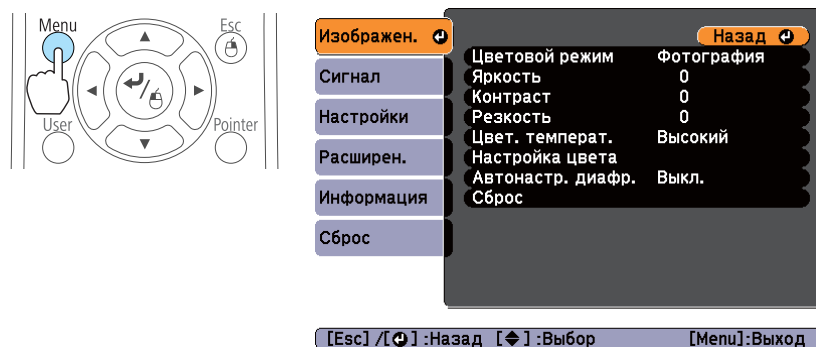 Menu
Esc
User
Pointer
Изображен.
Сигнал
Настройки
Расширен.
Информация
Сброс
Назад
Цветовой режим Фотография
Яркость 0
Контраст 0
Резкость 0
Цвет. температ. Высокий
Настройка цвета
Автонастр. диафр. Выкл.
Сброс
[Esc] /[ ] :Назад [ ] :Выбор [Menu]:Выход